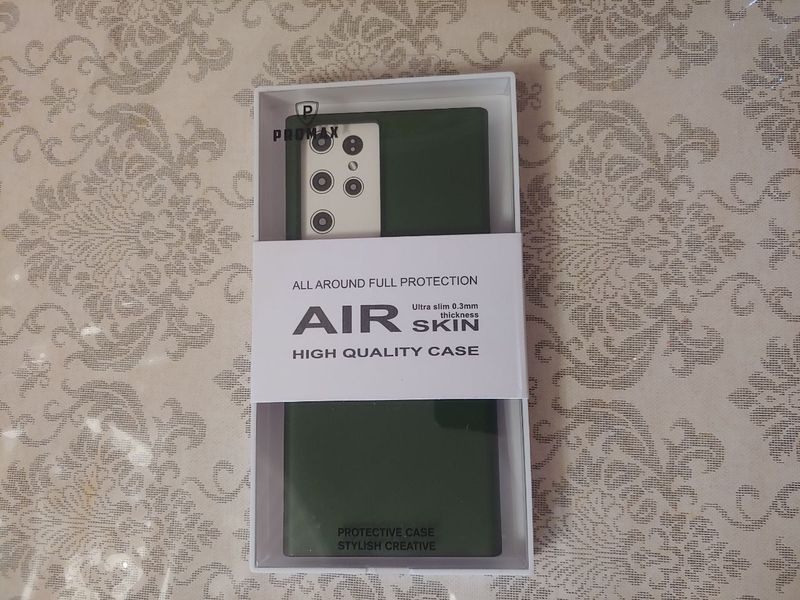 P
PROMAX
ALL AROUND FULL PROTECTION
AIR Ultra slim 0.3mm
thickness
SKIN
HIGH QUALITY CASE
PROTECTIVE CASE
STYLISH CREATIVE